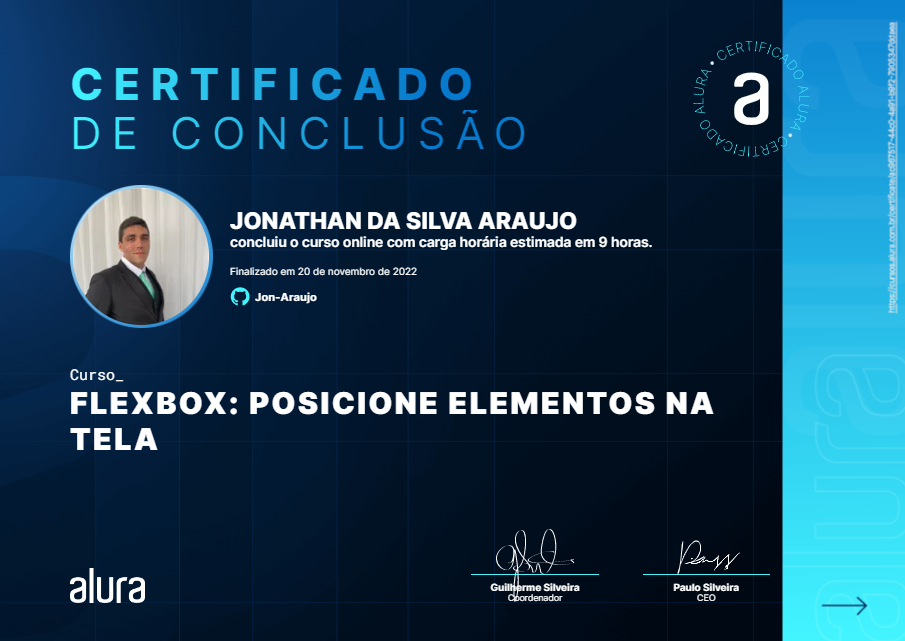 CERTIFICADO
DE CONCLUSÃO
CERTIFICADO ALURA • CERTIFICADO ALURA •
a
JONATHAN DA SILVA ARAUJO
concluiu o curso online com carga horária estimada em 9 horas.
Finalizado em 20 de novembro de 2022
Jon-Araujo
Curso_
FLEXBOX: POSICIONE ELEMENTOS NA
TELA
alura
Guilherme Silveira
Coordenador
Paulo Silveira
CEO
alura